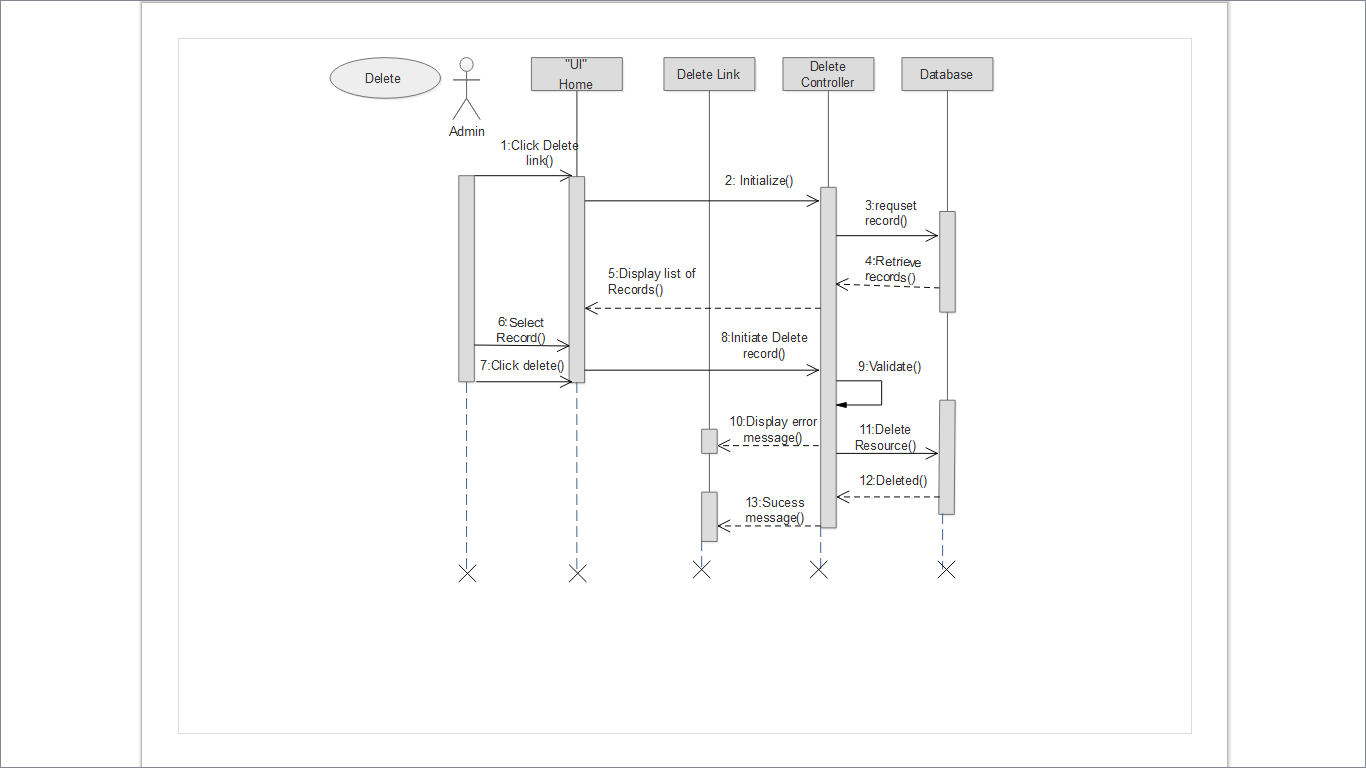 Delete
Admin
"UI"
Home
Delete Link
Delete
Controller
Database
1:Click Delete
link()
2: Initialize()
3:requset
record()
4:Retrieve
records()
5:Display list of
Records()
6:Select
Record()
7:Click delete()
8:Initiate Delete
record()
9:Validate()
10:Display error
message()
11:Delete
Resource()
12:Deleted()
13:Sucess
message()